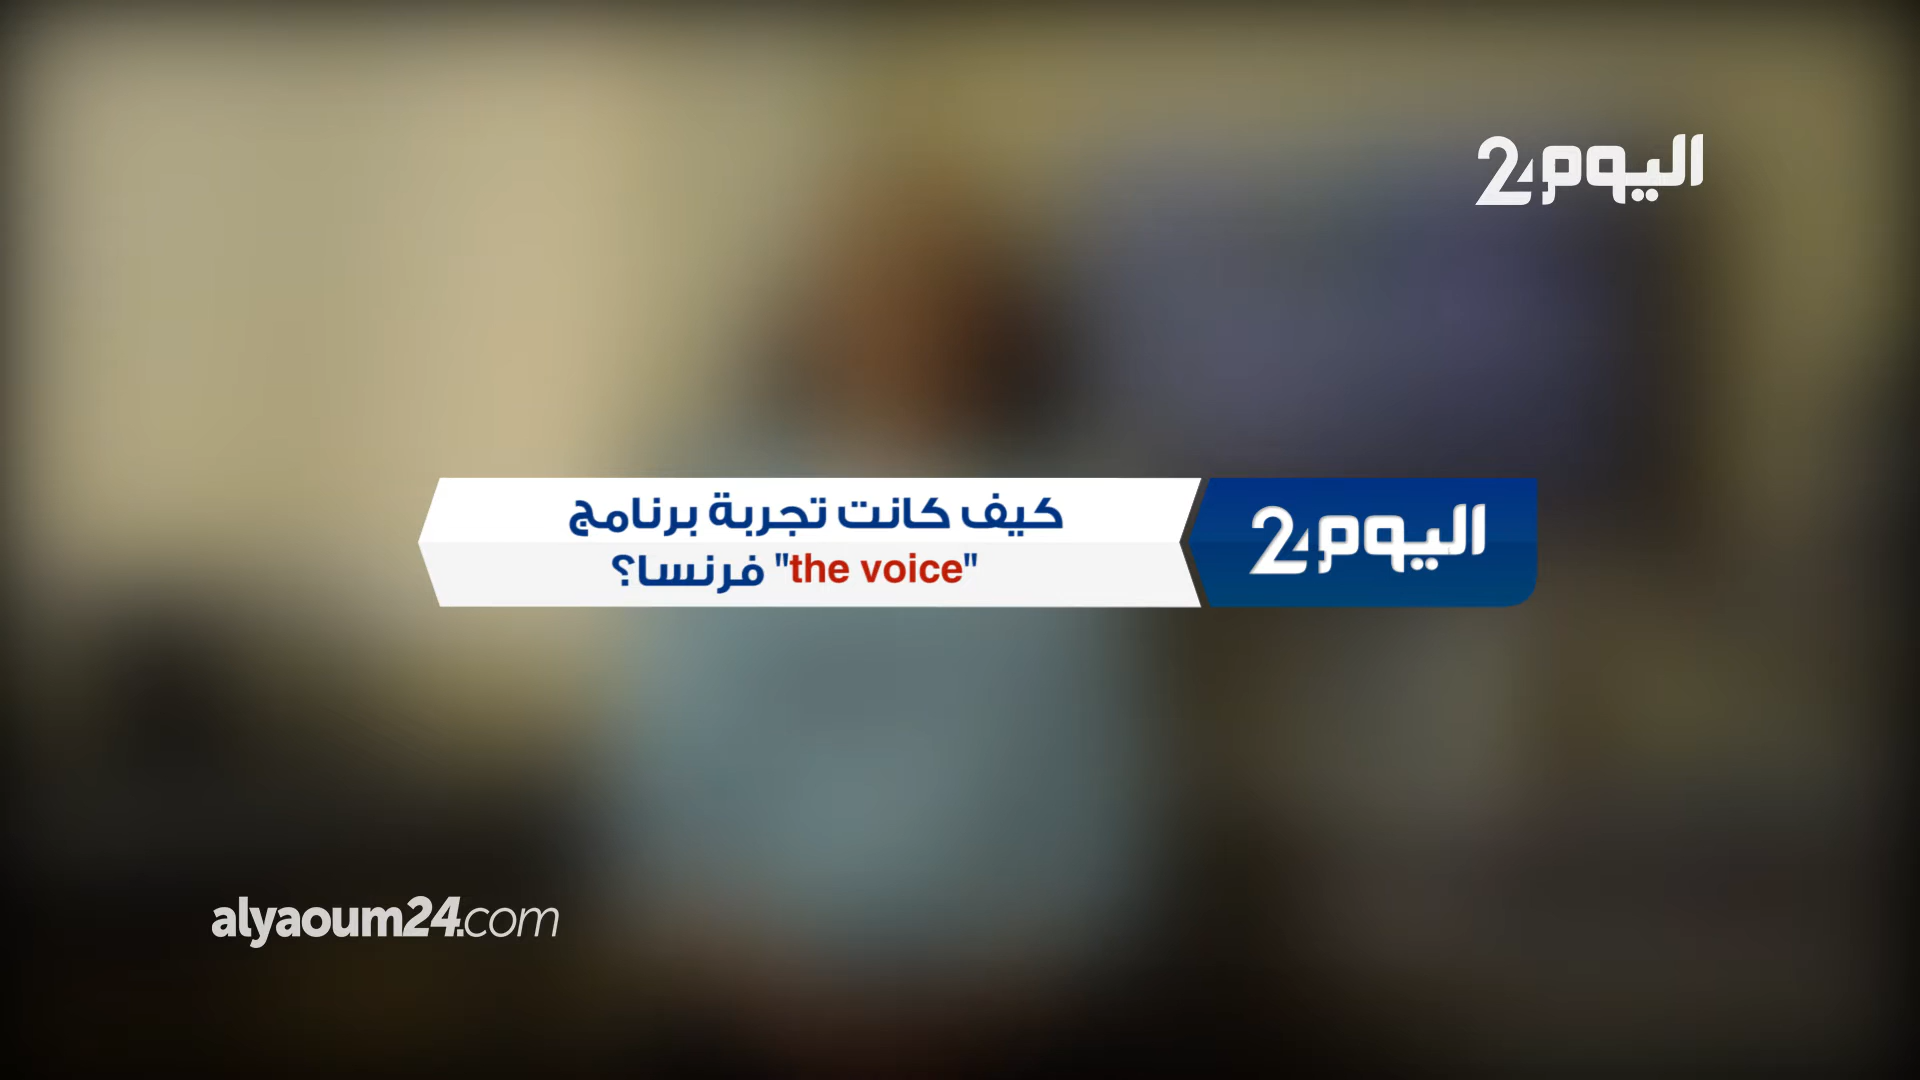 اليوم24
كيف كانت تجربة برنامج
"the voice" فرنسا؟
اليوم24
alyaoum24.com